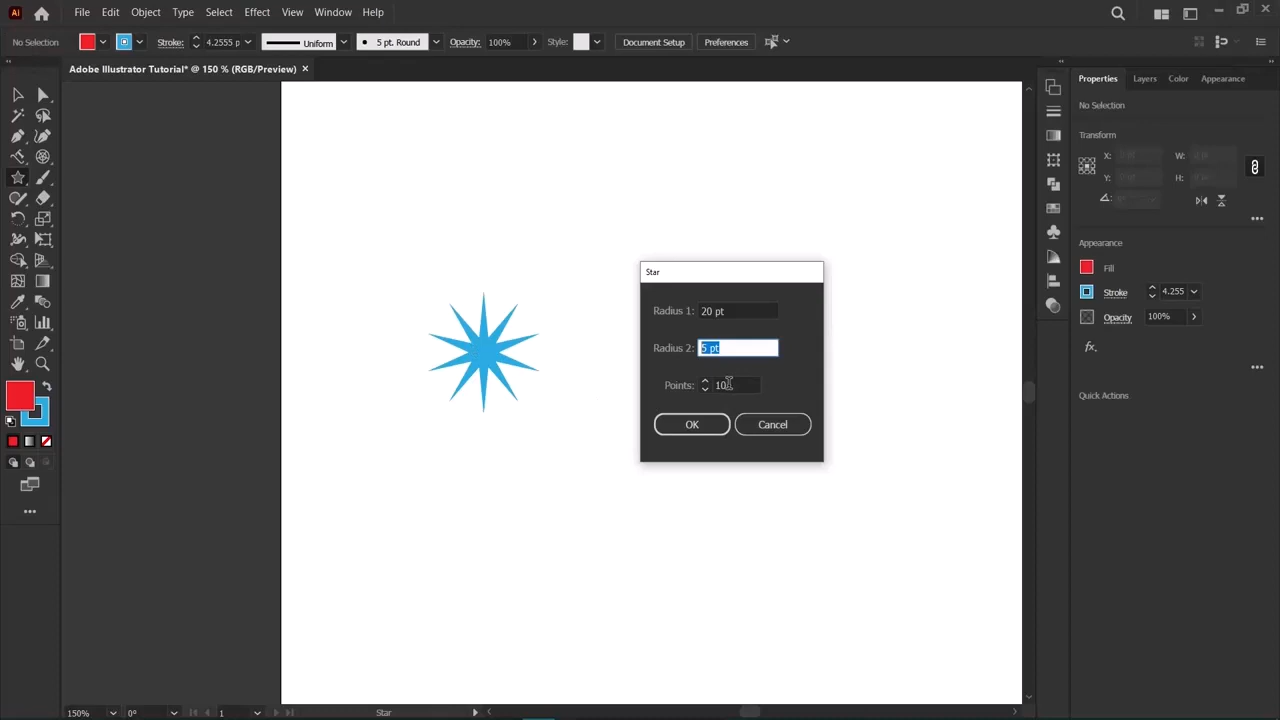 Ai File Edit Object Type Select Effect View Window Help
No Selection Stroke: 4.2555 p Uniform 5 pt. Round Opacity: 100% Style: Document Setup Preferences
Adobe Illustrator Tutorial* @ 150 % (RGB/Preview) ×
Properties Layers Color Appearance
No Selection
Transform
X: W:
Y: H:
Appearance
Fill
Stroke 4.255
Opacity 100%
fx.
Quick Actions
Star
Radius 1: 20 pt
Radius 2: 5 pt
Points: 10
OK Cancel
150% 0° 1 Star